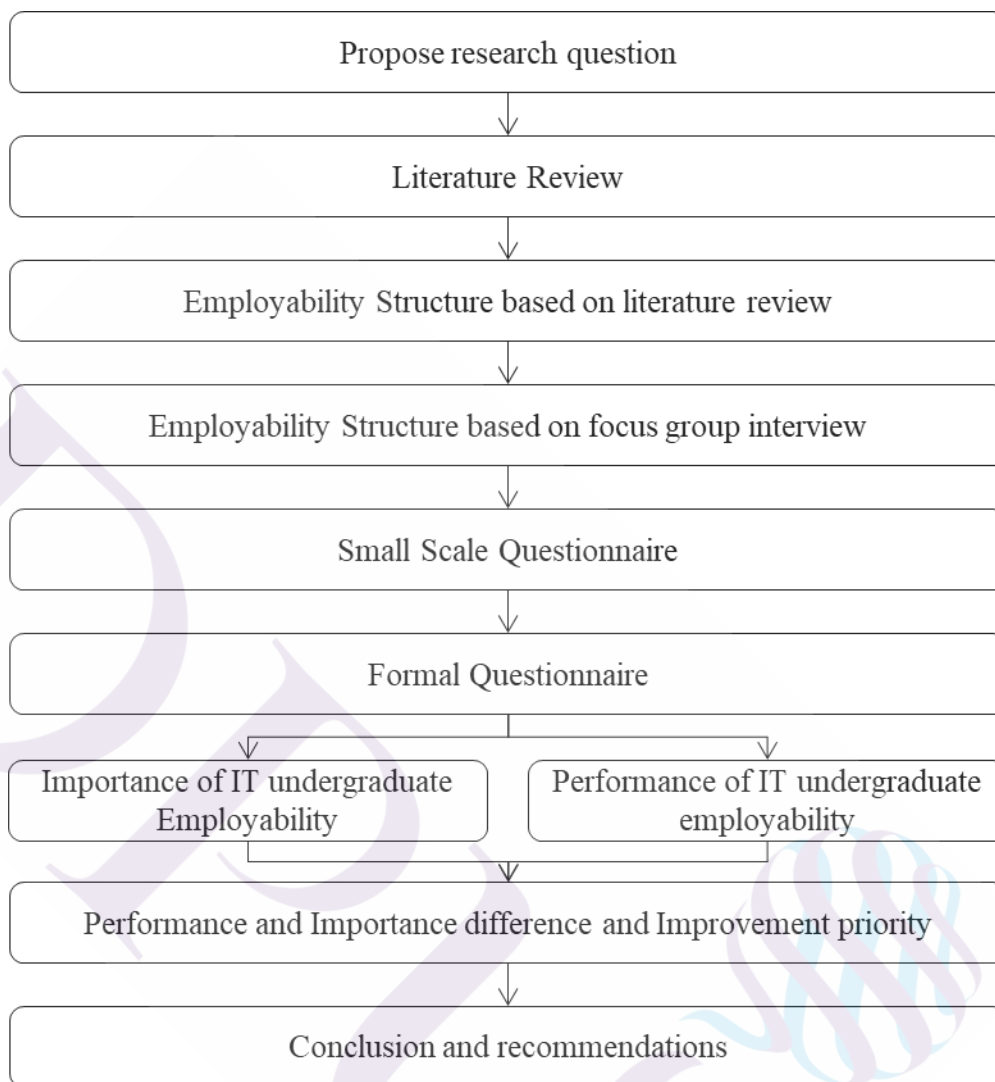 Propose research question
Literature Review
Employability Structure based on literature review
Employability Structure based on focus group interview
Small Scale Questionnaire
Formal Questionnaire
Importance of IT undergraduate
Employability
Performance of IT undergraduate
employability
Performance and Importance difference and Improvement priority
Conclusion and recommendations